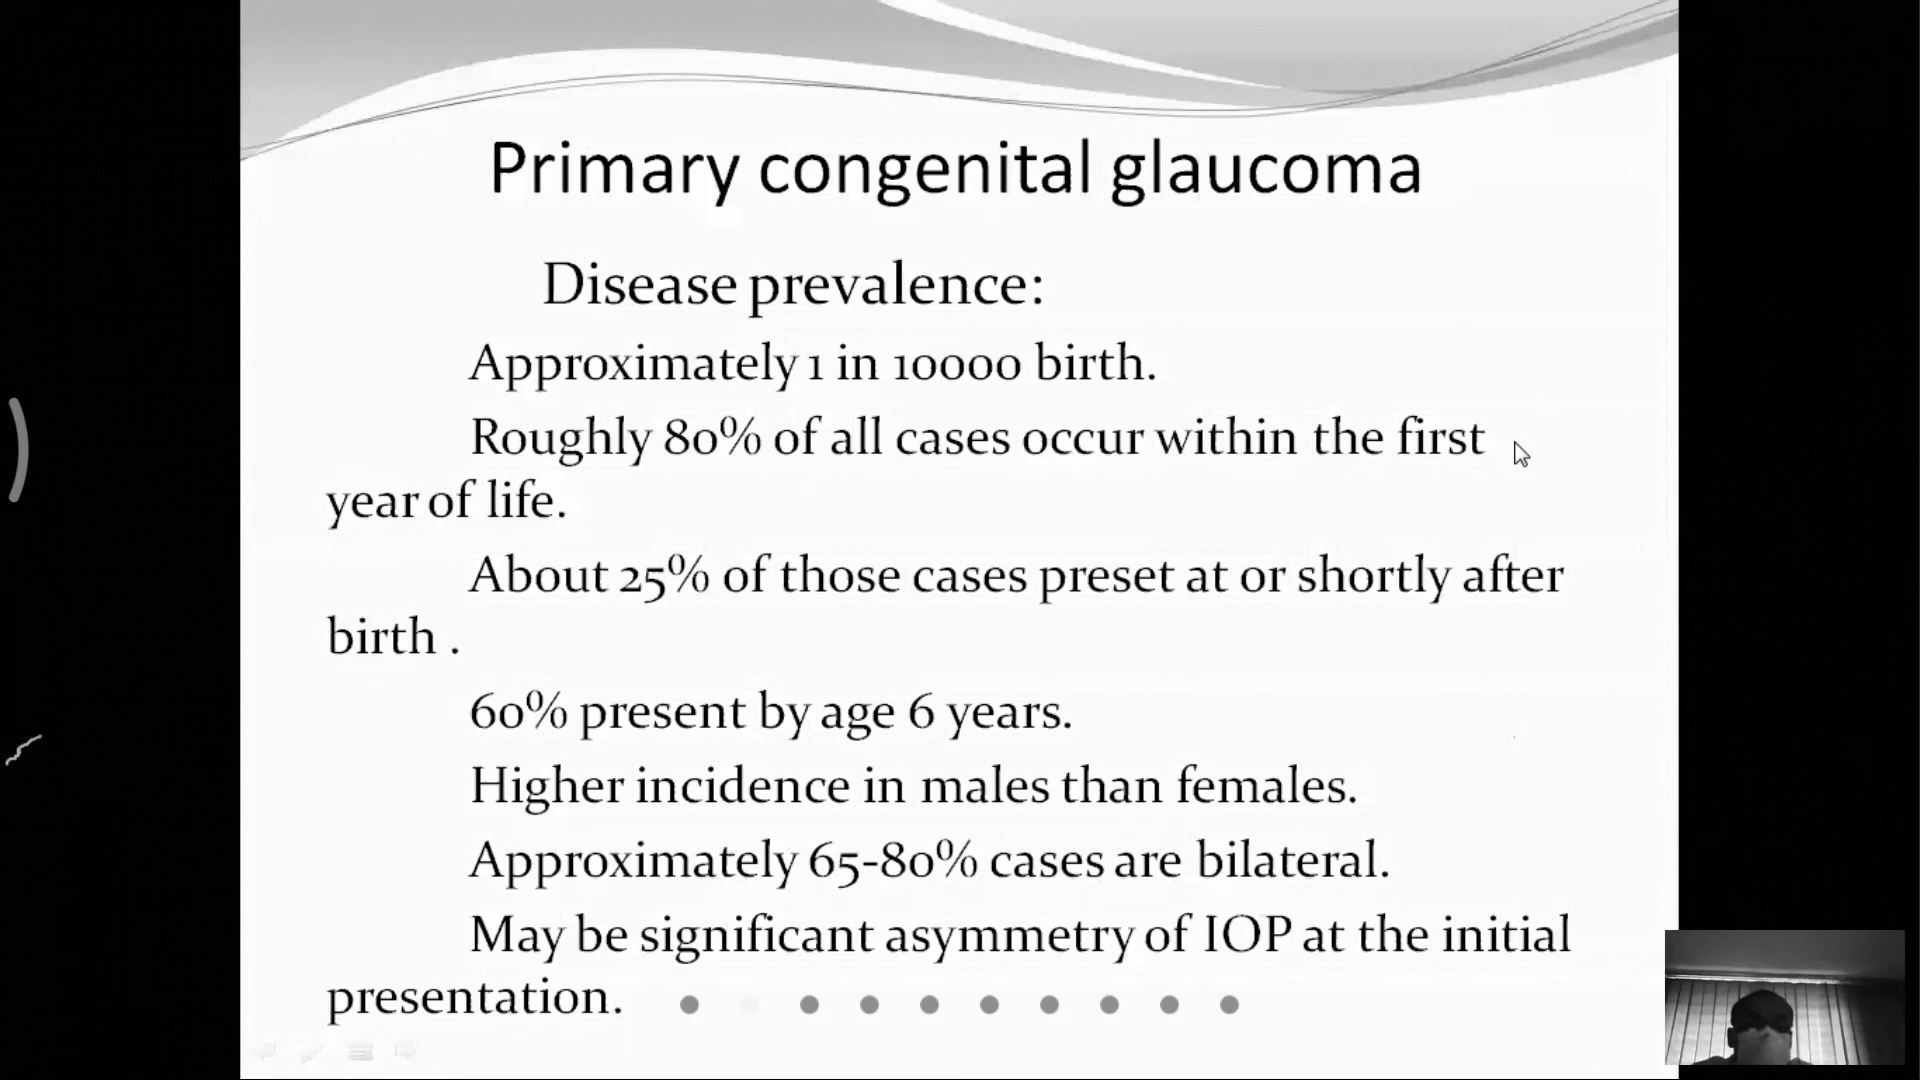 Primary congenital glaucoma
Disease prevalence:
Approximately 1 in 10000 birth.
Roughly 80% of all cases occur within the first
year of life.
About 25% of those cases preset at or shortly after
birth .
60% present by age 6 years.
Higher incidence in males than females.
Approximately 65-80% cases are bilateral.
May be significant asymmetry of IOP at the initial
presentation.